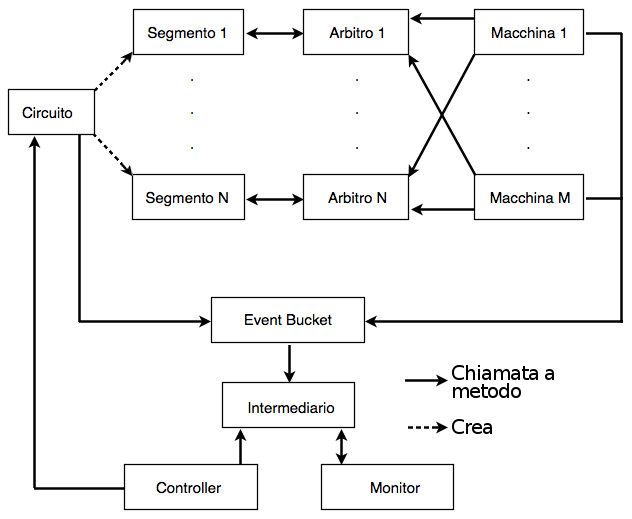 Segmento 1
Arbitro 1
Macchina 1
Circuito
Segmento N
Arbitro N
Macchina M
Event Bucket
Chiamata a
metodo
Intermediario
Crea
Controller
Monitor